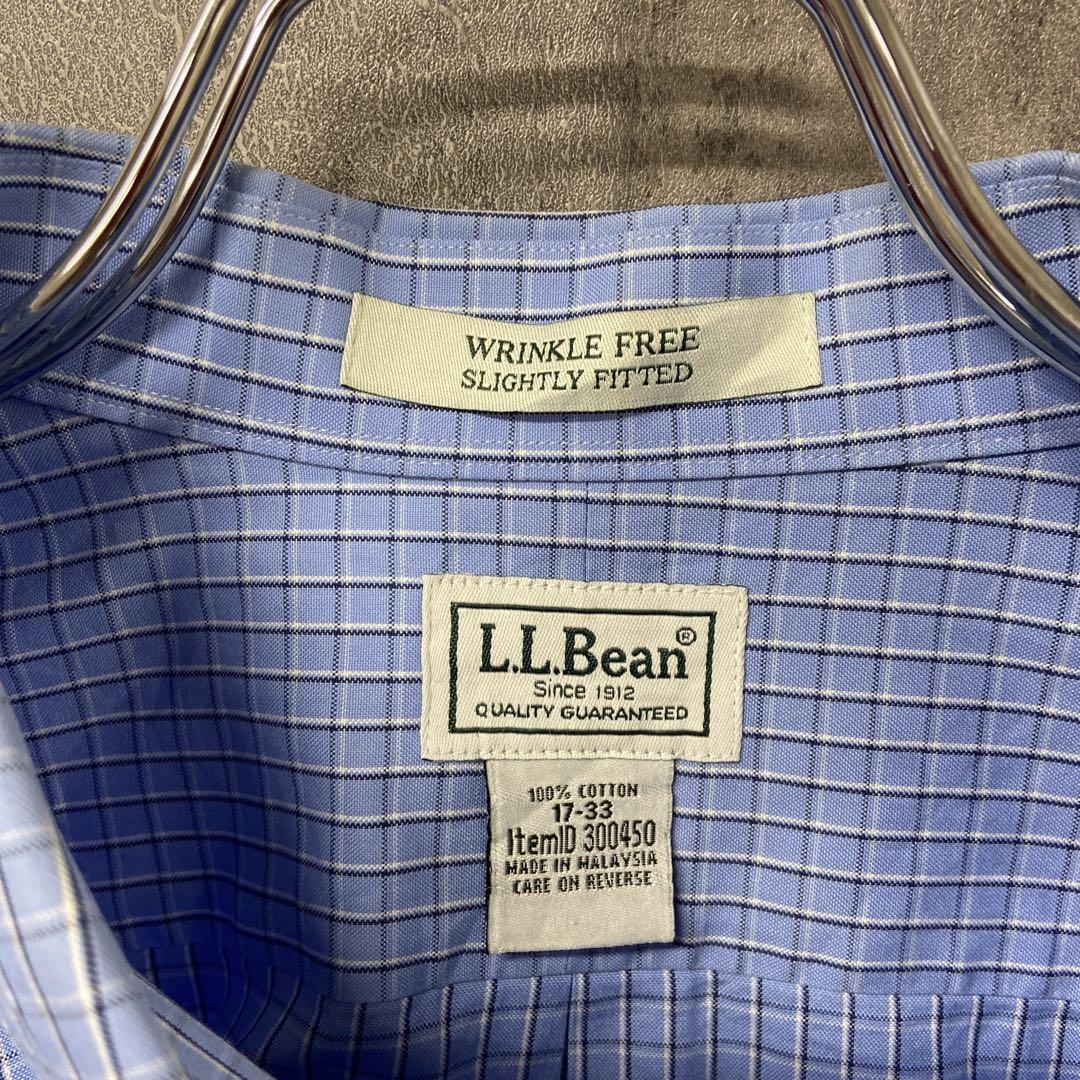 WRINKLE FREE
SLIGHTLY FITTED
L.L.Bean®
Since 1912
QUALITY GUARANTEED
100% COTTON
17-33
ItemID 300450
MADE IN MALAYSIA
CARE ON REVERSE